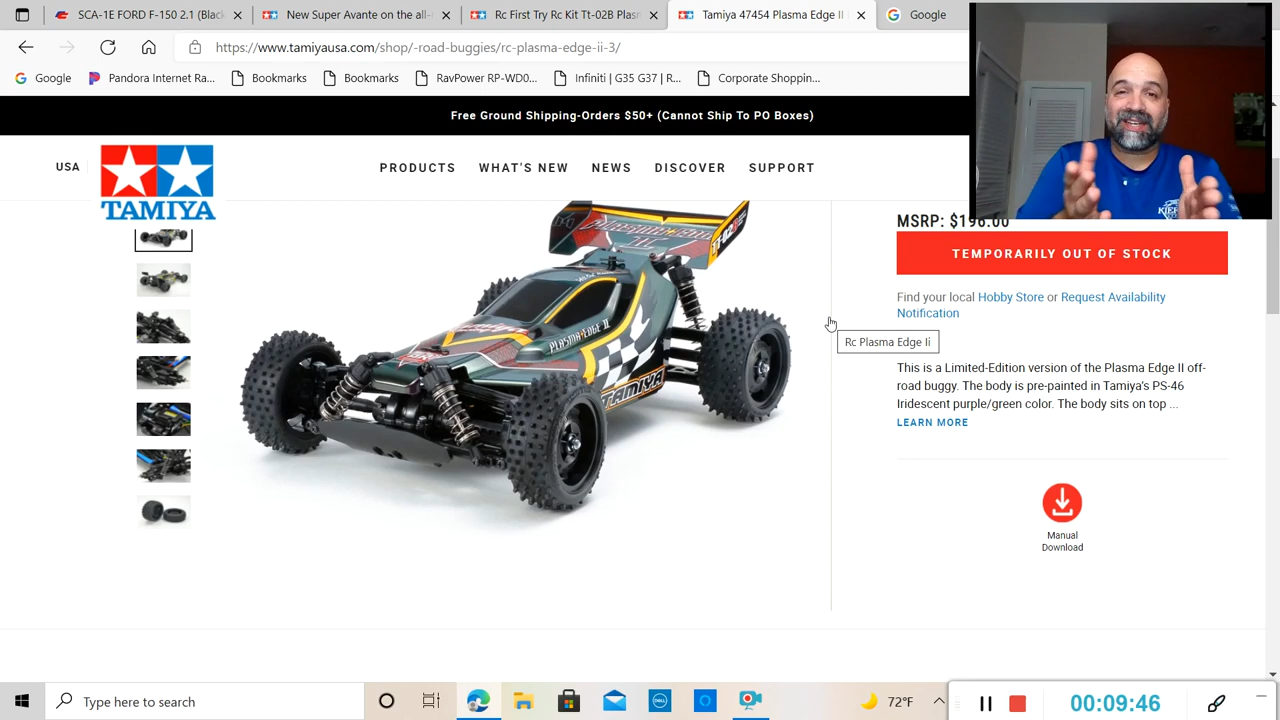 SCA-1E FORD F-150 2.1 (Black
New Super Avante on the all-
Rc First Try Rc Kit Tt-02B Plasm
Tamiya 47454 Plasma Edge Ii
Google
https://www.tamiyausa.com/shop/-road-buggies/rc-plasma-edge-ii-3/
Google
Pandora Internet Ra...
Bookmarks
Bookmarks
RavPower RP-WD0...
Infiniti | G35 G37 | R...
Corporate Shoppin...
Free Ground Shipping-Orders $50+ (Cannot Ship To PO Boxes)
USA
TAMIYA
PRODUCTS
WHAT'S NEW
NEWS
DISCOVER
SUPPORT
MSRP: $196.00
TEMPORARILY OUT OF STOCK
Find your local Hobby Store or Request Availability
Notification
Rc Plasma Edge Ii
This is a Limited-Edition version of the Plasma Edge II off-
road buggy. The body is pre-painted in Tamiya's PS-46
Iridescent purple/green color. The body sits on top ...
LEARN MORE
Manual
Download
PLASMA EDGE II
TAMIYA
Type here to search
DELL
72°F
00:09:46